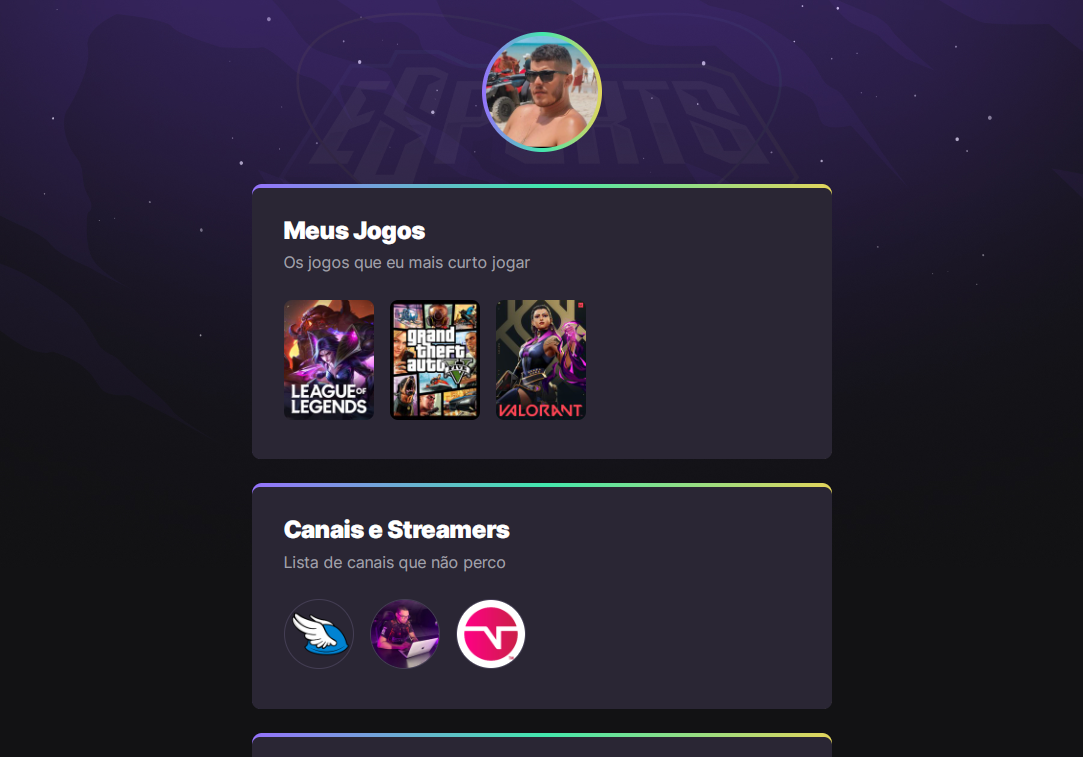 ESPORTS
Meus Jogos
Os jogos que eu mais curto jogar
LEAGUE OF
LEGENDS
grand
theft
auto
FIVE
VALORANT
Canais e Streamers
Lista de canais que não perco